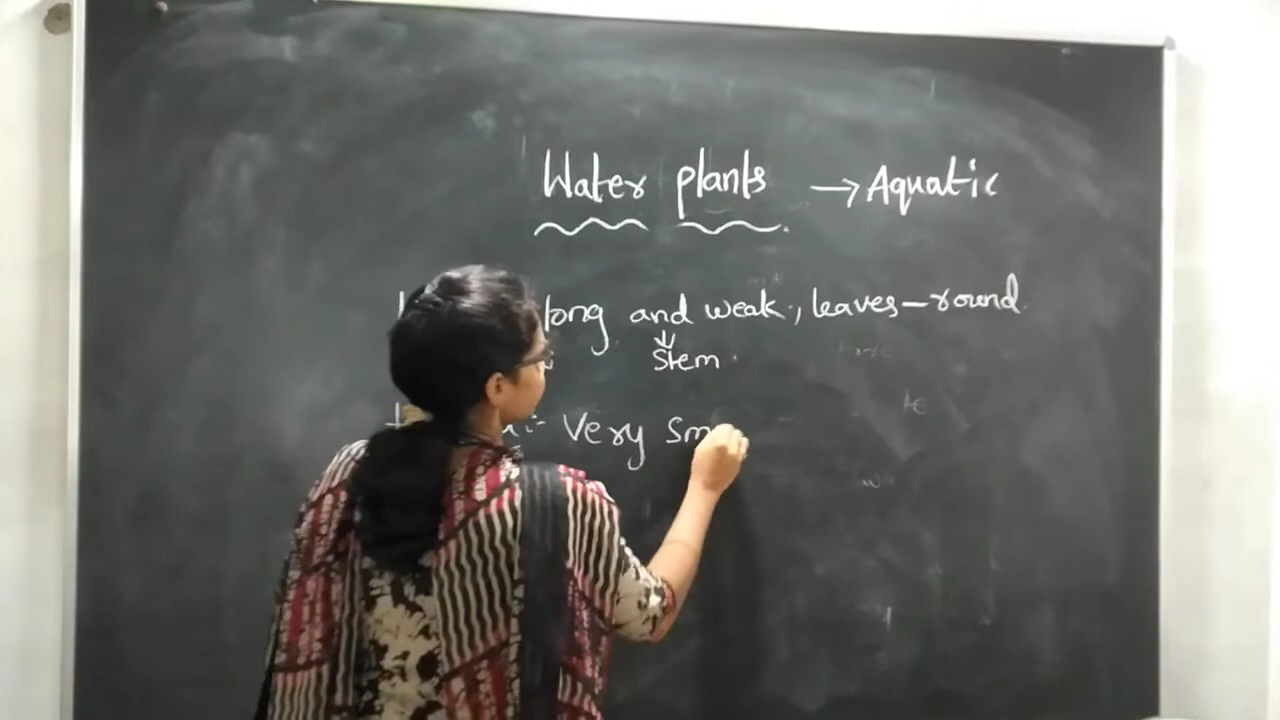 Water plants → Aquatic
long and weak, leaves – round
↓
Stem
:- Very Sm